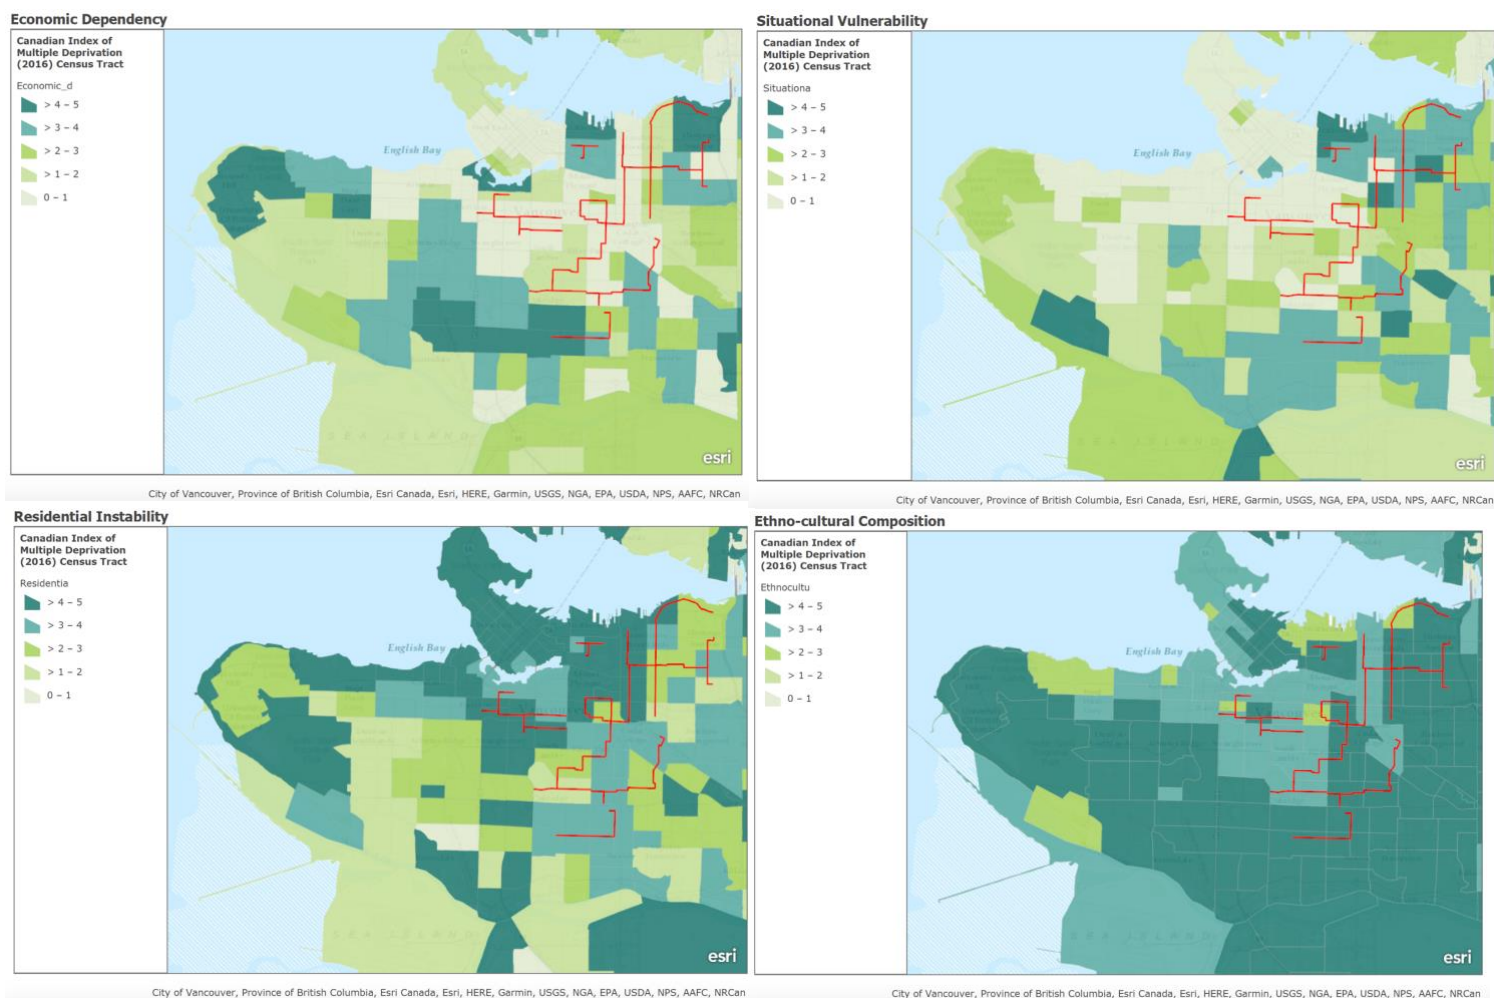 Economic Dependency
Canadian Index of
Multiple Deprivation
(2016) Census Tract
Economic_d
> 4 – 5
> 3 – 4
> 2 – 3
> 1 – 2
0 – 1
English Bay
SEA ISLAND
esri
City of Vancouver, Province of British Columbia, Esri Canada, Esri, HERE, Garmin, USGS, NGA, EPA, USDA, NPS, AAFC, NRCan
Situational Vulnerability
Canadian Index of
Multiple Deprivation
(2016) Census Tract
Situationa
> 4 – 5
> 3 – 4
> 2 – 3
> 1 – 2
0 – 1
English Bay
SEA ISLAND
esri
City of Vancouver, Province of British Columbia, Esri Canada, Esri, HERE, Garmin, USGS, NGA, EPA, USDA, NPS, AAFC, NRCan
Residential Instability
Canadian Index of
Multiple Deprivation
(2016) Census Tract
Residentia
> 4 – 5
> 3 – 4
> 2 – 3
> 1 – 2
0 – 1
English Bay
SEA ISLAND
esri
City of Vancouver, Province of British Columbia, Esri Canada, Esri, HERE, Garmin, USGS, NGA, EPA, USDA, NPS, AAFC, NRCan
Ethno-cultural Composition
Canadian Index of
Multiple Deprivation
(2016) Census Tract
Ethnocultu
> 4 – 5
> 3 – 4
> 2 – 3
> 1 – 2
0 – 1
English Bay
SEA ISLAND
esri
City of Vancouver, Province of British Columbia, Esri Canada, Esri, HERE, Garmin, USGS, NGA, EPA, USDA, NPS, AAFC, NRCan